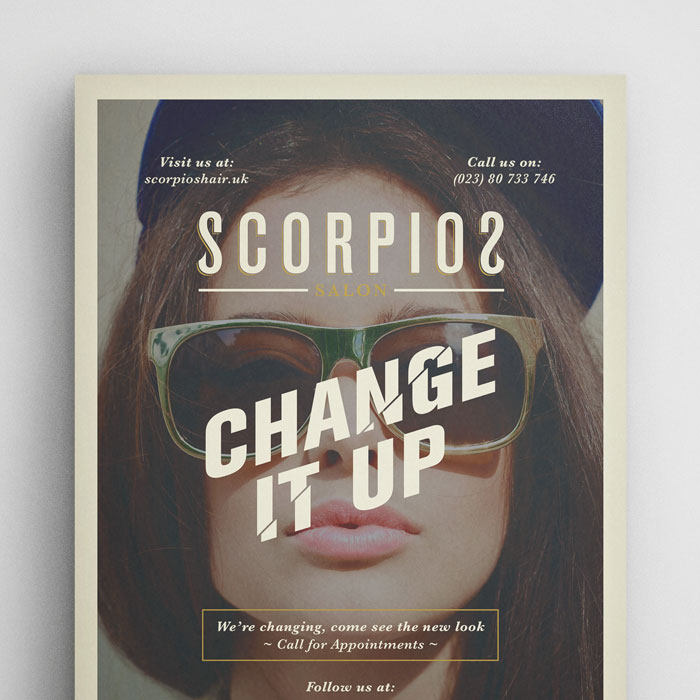 Visit us at:
scorpioshair.uk
Call us on:
(023) 80 733 746
SCORPIOS
SALON
CHANGE
IT UP
We're changing, come see the new look
~ Call for Appointments ~
Follow us at: